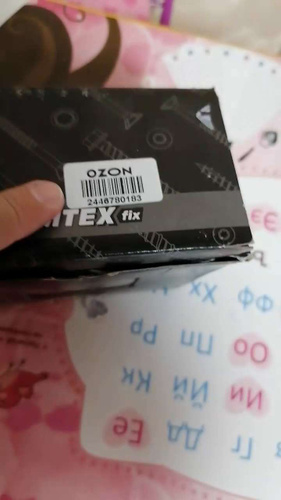 OZON
2446780183
ITEX fix
Ээ
Ъ
Фф Хх
Оо Пп Рр
Ии Йй Кк
Гг Дд Ее